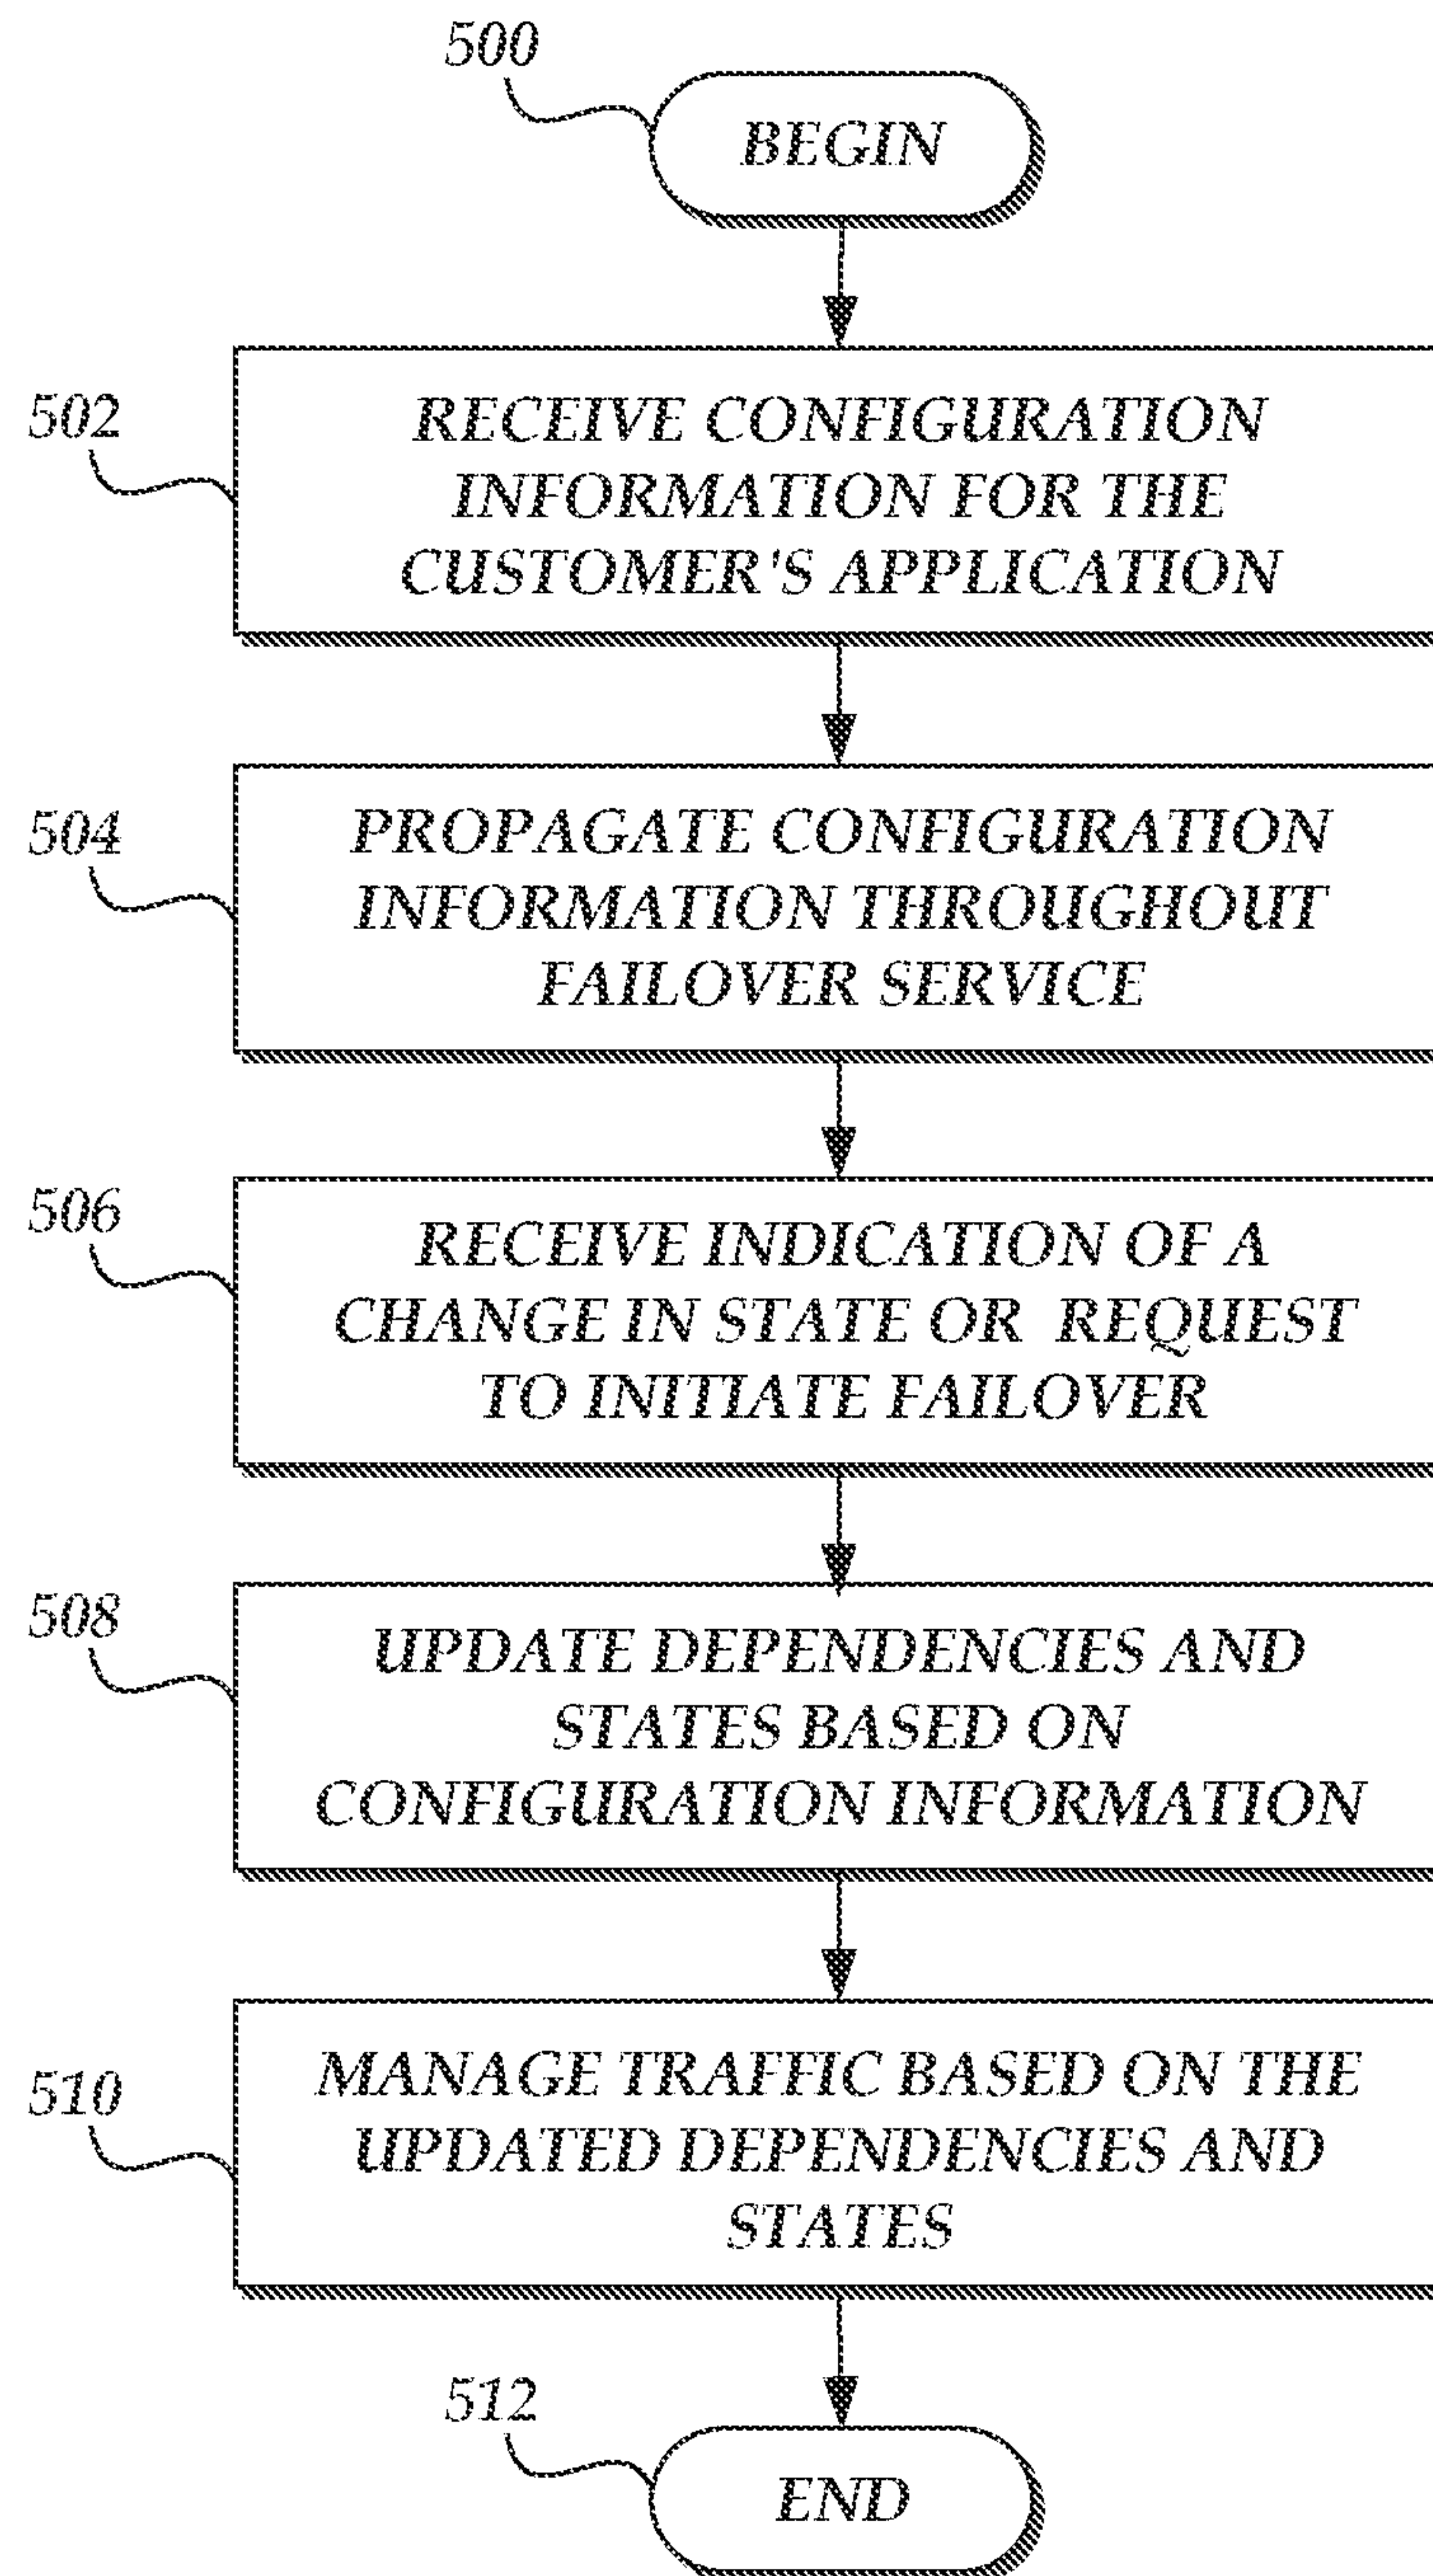 500
BEGIN
502
RECEIVE CONFIGURATION
INFORMATION FOR THE
CUSTOMER'S APPLICATION
504
PROPAGATE CONFIGURATION
INFORMATION THROUGHOUT
FAILOVER SERVICE
506
RECEIVE INDICATION OF A
CHANGE IN STATE OR REQUEST
TO INITIATE FAILOVER
508
UPDATE DEPENDENCIES AND
STATES BASED ON
CONFIGURATION INFORMATION
510
MANAGE TRAFFIC BASED ON THE
UPDATED DEPENDENCIES AND
STATES
512
END